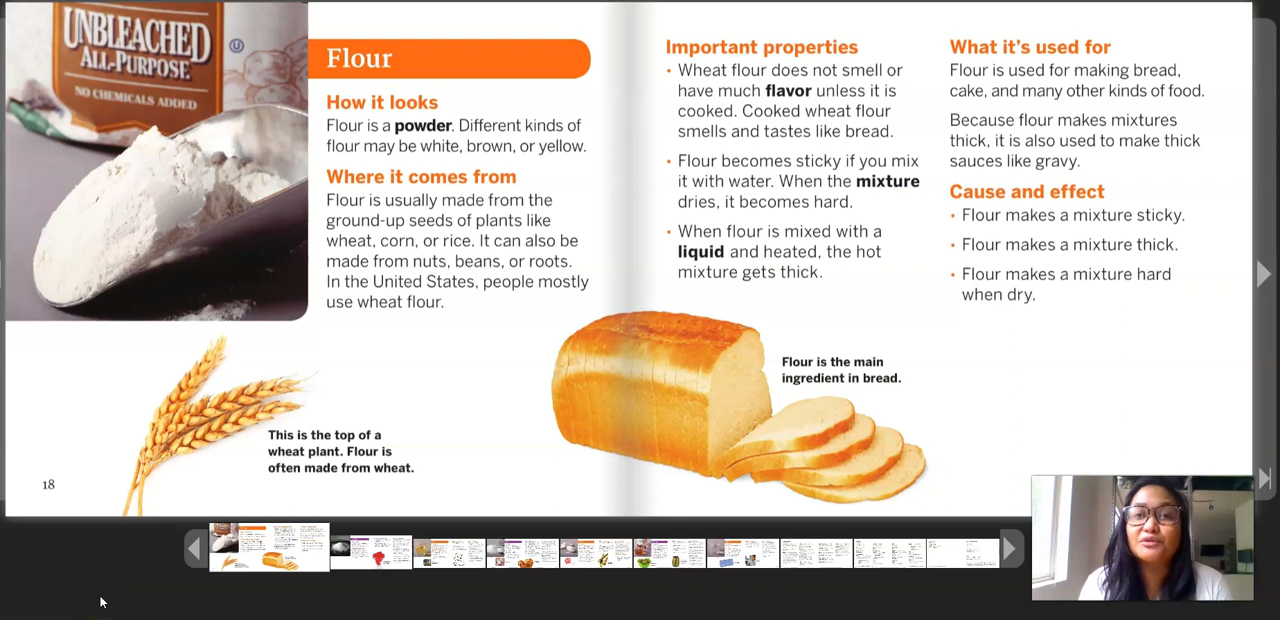 UNBLEACHED
ALL-PURPOSE
NO CHEMICALS ADDED
U
Flour
How it looks
Flour is a powder. Different kinds of
flour may be white, brown, or yellow.
Where it comes from
Flour is usually made from the
ground-up seeds of plants like
wheat, corn, or rice. It can also be
made from nuts, beans, or roots.
In the United States, people mostly
use wheat flour.
This is the top of a
wheat plant. Flour is
often made from wheat.
18
Important properties
• Wheat flour does not smell or
have much flavor unless it is
cooked. Cooked wheat flour
smells and tastes like bread.
• Flour becomes sticky if you mix
it with water. When the mixture
dries, it becomes hard.
• When flour is mixed with a
liquid and heated, the hot
mixture gets thick.
Flour is the main
ingredient in bread.
What it's used for
Flour is used for making bread,
cake, and many other kinds of food.
Because flour makes mixtures
thick, it is also used to make thick
sauces like gravy.
Cause and effect
• Flour makes a mixture sticky.
• Flour makes a mixture thick.
• Flour makes a mixture hard
when dry.